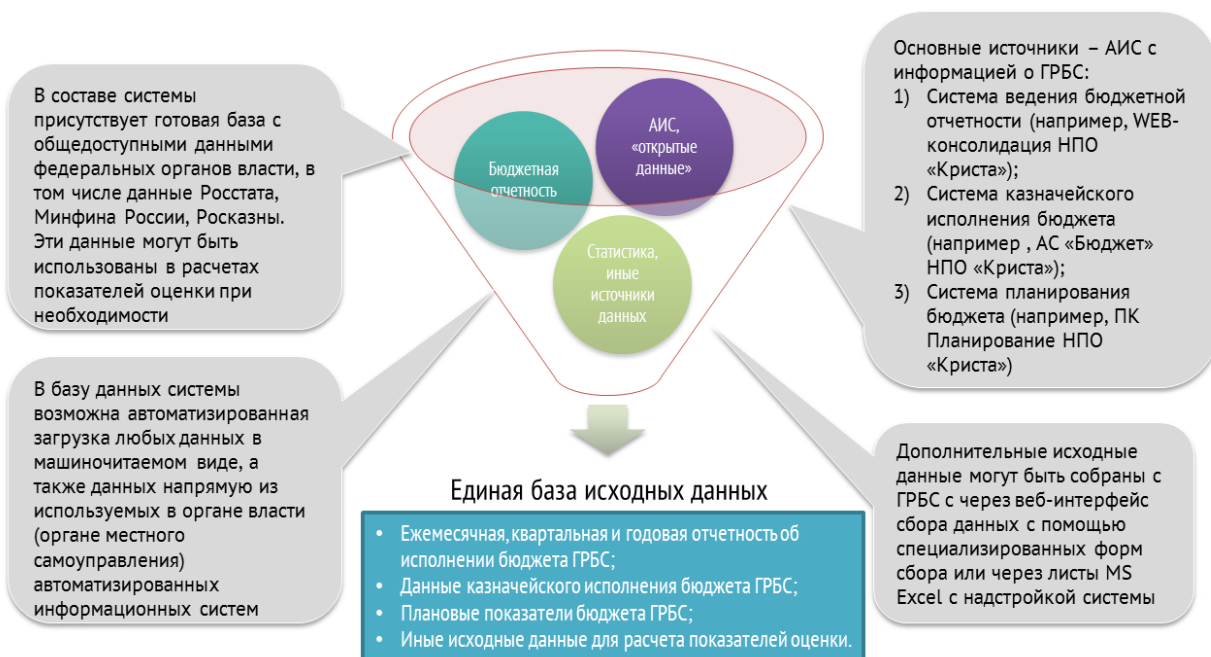 В составе системы
присутствует готовая база с
общедоступными данными
федеральных органов власти, в
том числе данные Росстата,
Минфина России, Росказны.
Эти данные могут быть
использованы в расчетах
показателей оценки при
необходимости
В базу данных системы
возможна автоматизированная
загрузка любых данных в
машиночитаемом виде, а
также данных напрямую из
используемых в органе власти
(органе местного
самоуправления)
автоматизированных
информационных систем
Бюджетная
отчетность
АИС,
«открытые
данные»
Статистика,
иные
источники
данных
Единая база исходных данных
• Ежемесячная, квартальная и годовая отчетность об
исполнении бюджета ГРБС;
• Данные казначейского исполнения бюджета ГРБС;
• Плановые показатели бюджета ГРБС;
• Иные исходные данные для расчета показателей оценки.
Основные источники – АИС с
информацией о ГРБС:
1) Система ведения бюджетной
отчетности (например, WEB-
консолидация НПО
«Криста»);
2) Система казначейского
исполнения бюджета
(например , АС «Бюджет»
НПО «Криста»);
3) Система планирования
бюджета (например, ПК
Планирование НПО
«Криста»)
Дополнительные исходные
данные могут быть собраны с
ГРБС с через веб-интерфейс
сбора данных с помощью
специализированных форм
сбора или через листы MS
Excel с надстройкой системы